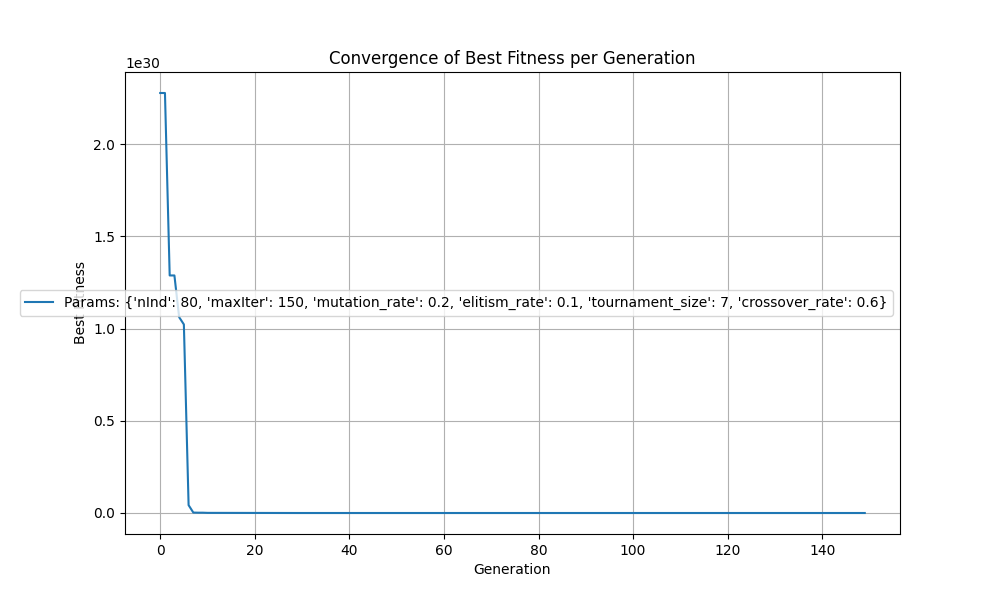 Convergence of Best Fitness per Generation
1e30
2.0
1.5
1.0
0.5
0.0
Best
ness
Params: {'nInd': 80, 'maxIter': 150, 'mutation_rate': 0.2, 'elitism_rate': 0.1, 'tournament_size': 7, 'crossover_rate': 0.6}
0 20 40 60 80 100 120 140
Generation